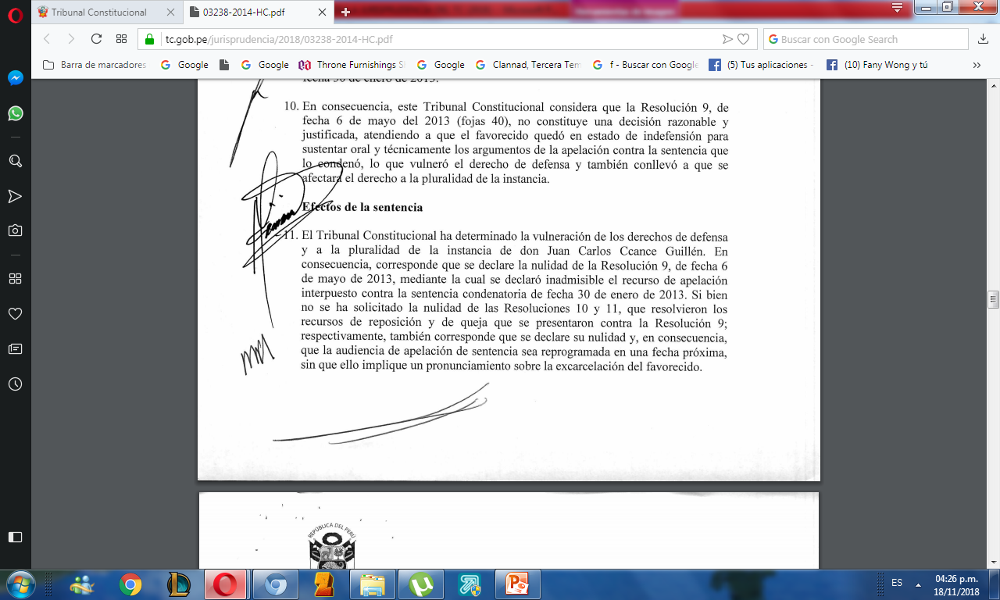 Tribunal Constitucional
03238-2014-HC.pdf
tc.gob.pe/jurisprudencia/2018/03238-2014-HC.pdf
Buscar con Google Search
Barra de marcadores
Google
Google
Throne Furnishings S
Google
Clannad, Tercera Tem
f - Buscar con Google
(5) Tus aplicaciones -
(10) Fany Wong y tú
fecha 30 de enero de 2013.
10. En consecuencia, este Tribunal Constitucional considera que la Resolución 9, de
fecha 6 de mayo del 2013 (fojas 40), no constituye una decisión razonable y
justificada, atendiendo a que el favorecido quedó en estado de indefensión para
sustentar oral y técnicamente los argumentos de la apelación contra la sentencia que
lo condenó, lo que vulneró el derecho de defensa y también conllevó a que se
afectara el derecho a la pluralidad de la instancia.
Efectos de la sentencia
11. El Tribunal Constitucional ha determinado la vulneración de los derechos de defensa
y a la pluralidad de la instancia de don Juan Carlos Ccance Guillén. En
consecuencia, corresponde que se declare la nulidad de la Resolución 9, de fecha 6
de mayo de 2013, mediante la cual se declaró inadmisible el recurso de apelación
interpuesto contra la sentencia condenatoria de fecha 30 de enero de 2013. Si bien
no se ha solicitado la nulidad de las Resoluciones 10 y 11, que resolvieron los
recursos de reposición y de queja que se presentaron contra la Resolución 9;
respectivamente, también corresponde que se declare su nulidad y, en consecuencia,
que la audiencia de apelación de sentencia sea reprogramada en una fecha próxima,
sin que ello implique un pronunciamiento sobre la excarcelación del favorecido.
REPÚBLICA DEL PERÚ
ES
04:26 p.m.
18/11/2018